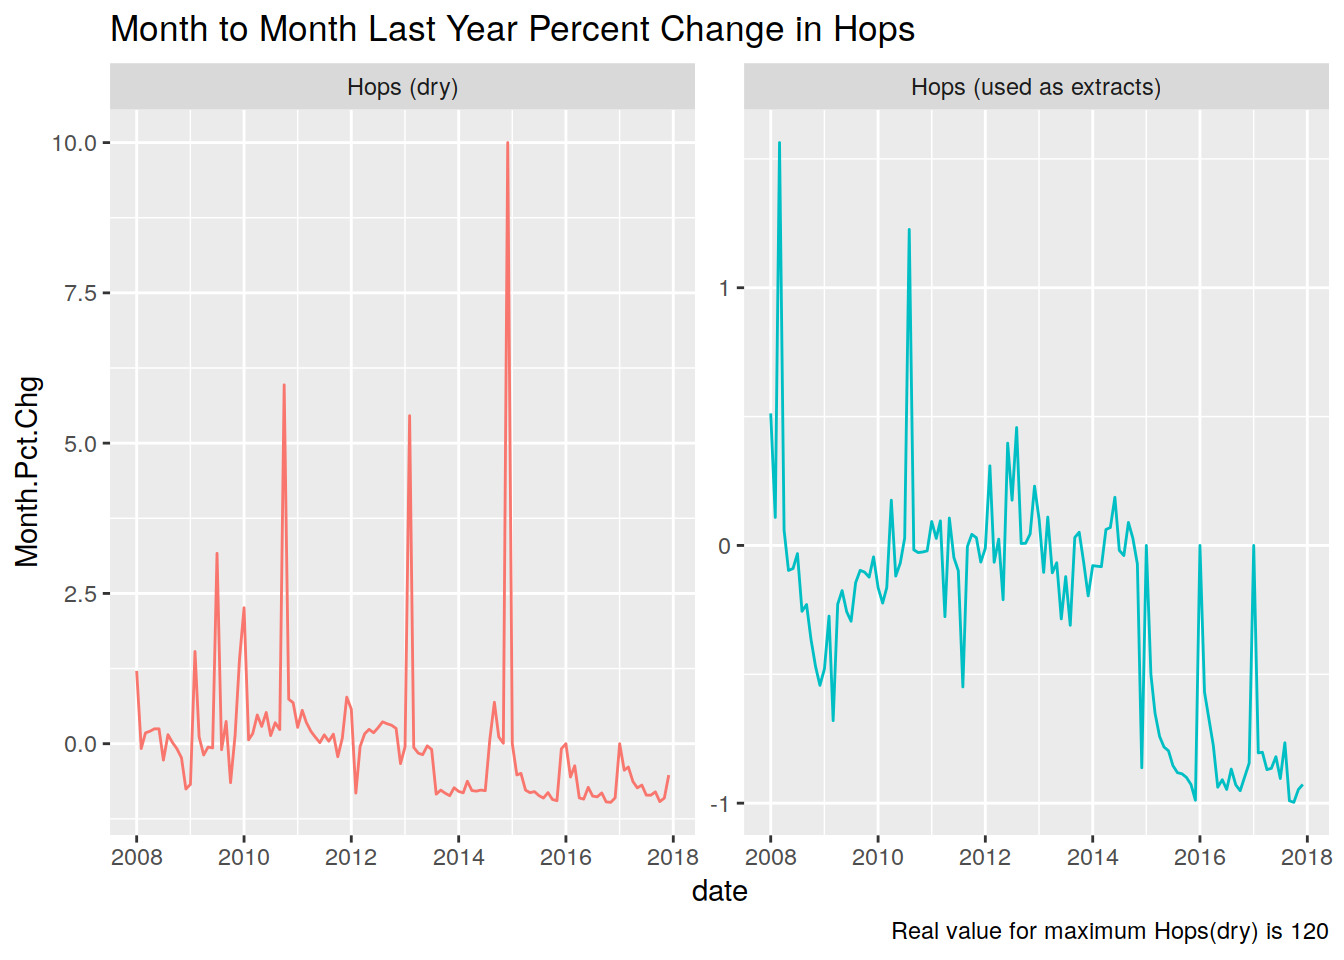 Month to Month Last Year Percent Change in Hops
Hops (dry)
Hops (used as extracts)
Month.Pct.Chg
10.0
7.5
5.0
2.5
0.0
1
0
-1
2008 2010 2012 2014 2016 2018
2008 2010 2012 2014 2016 2018
date
Real value for maximum Hops(dry) is 120